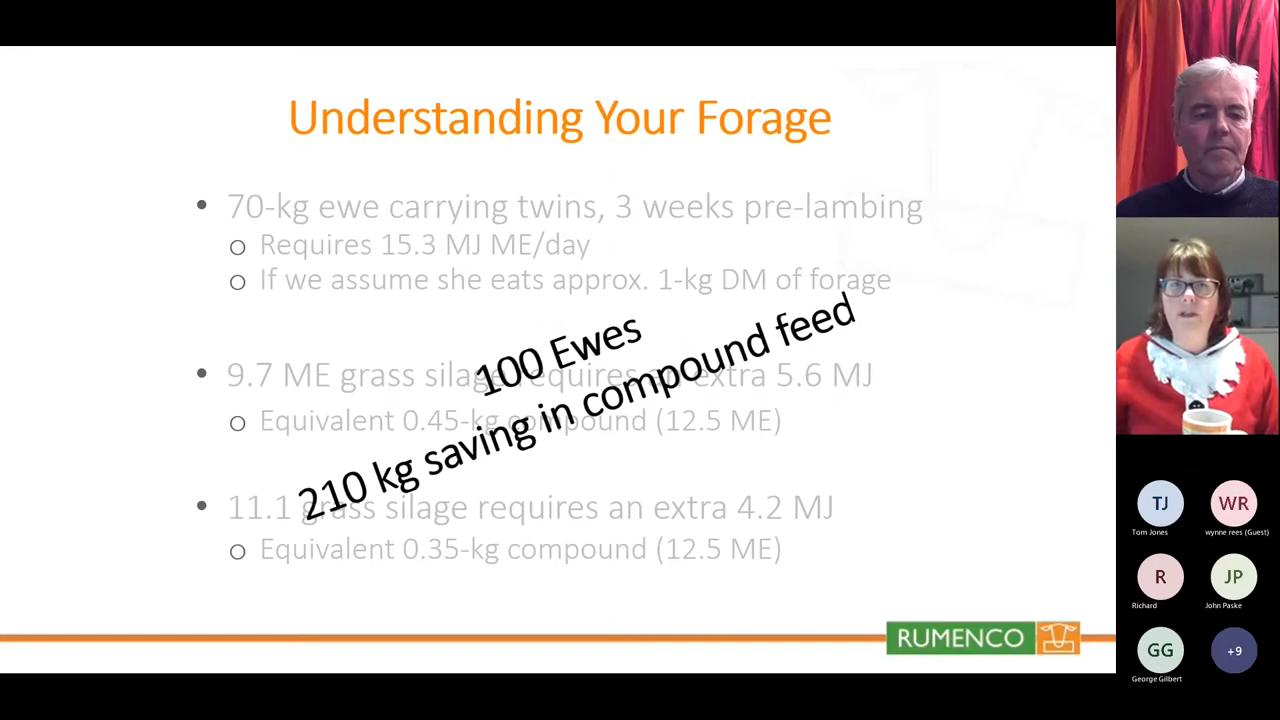 Understanding Your Forage
• 70-kg ewe carrying twins, 3 weeks pre-lambing
o Requires 15.3 MJ ME/day
o If we assume she eats approx. 1-kg DM of forage
• 9.7 ME grass silage requires an extra 5.6 MJ
o Equivalent 0.45-kg compound (12.5 ME)
• 11.1 grass silage requires an extra 4.2 MJ
o Equivalent 0.35-kg compound (12.5 ME)
100 Ewes
210 kg saving in compound feed
RUMENCO
TJ
Tom Jones
WR
wynne rees (Guest)
R
Richard
JP
John Paske
GG
George Gilbert
+9